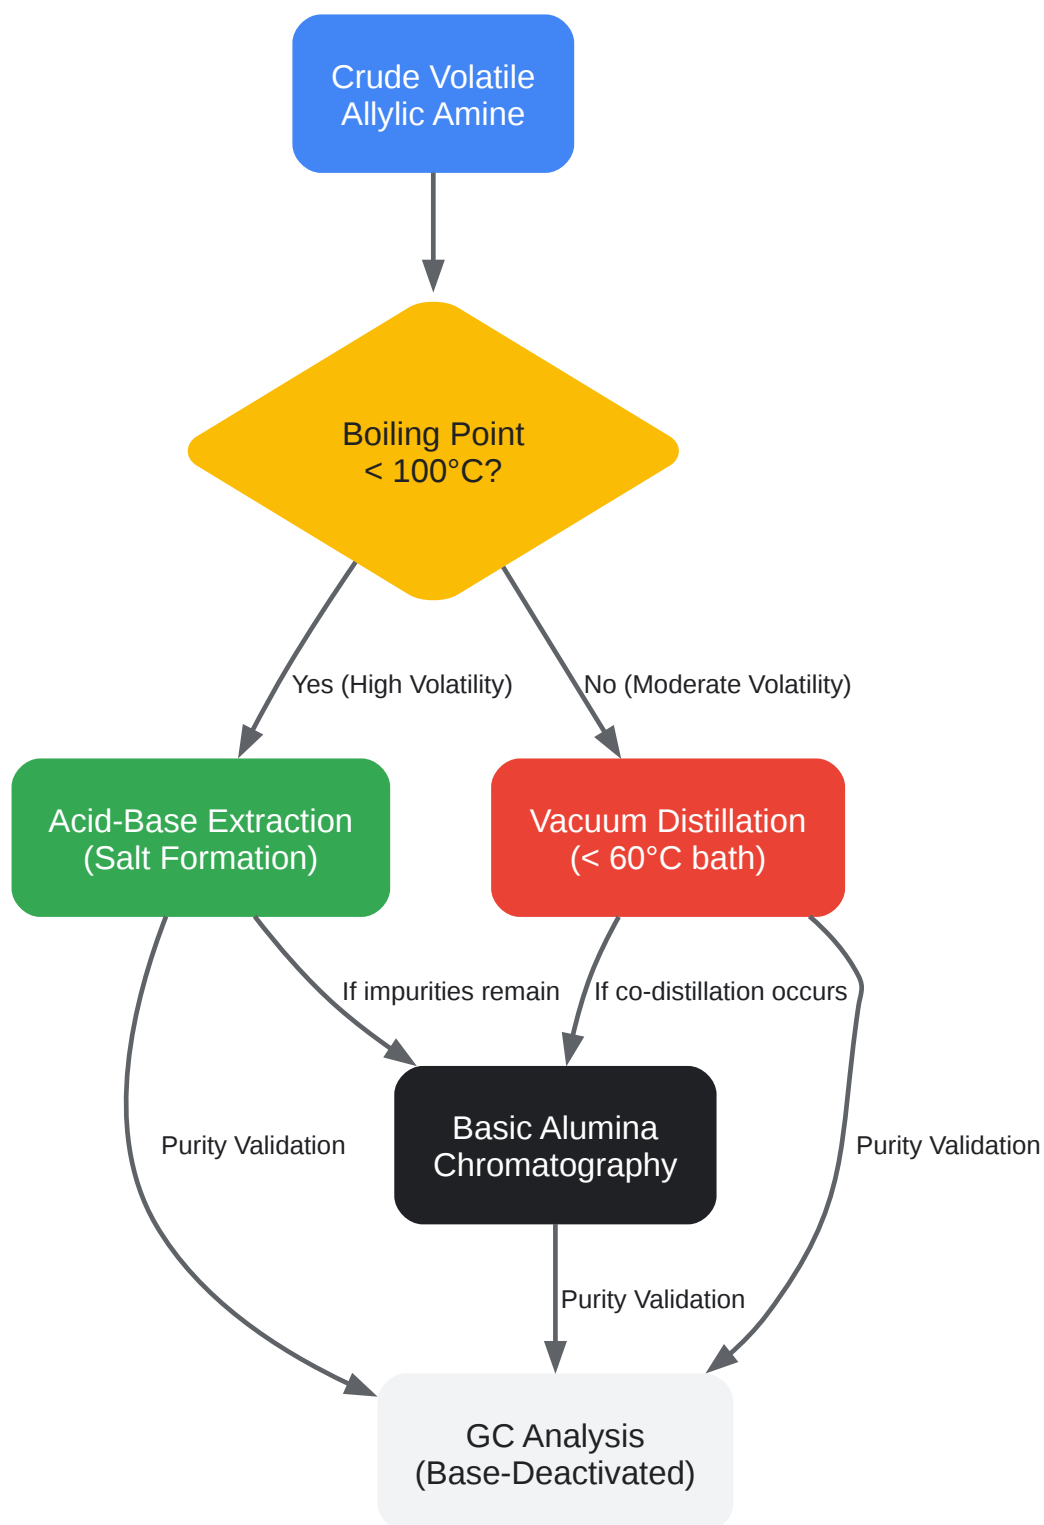 Crude Volatile
Allylic Amine
Boiling Point
< 100°C?
Yes (High Volatility)
No (Moderate Volatility)
Acid-Base Extraction
(Salt Formation)
Vacuum Distillation
(< 60°C bath)
If impurities remain
If co-distillation occurs
Basic Alumina
Chromatography
Purity Validation
Purity Validation
Purity Validation
GC Analysis
(Base-Deactivated)